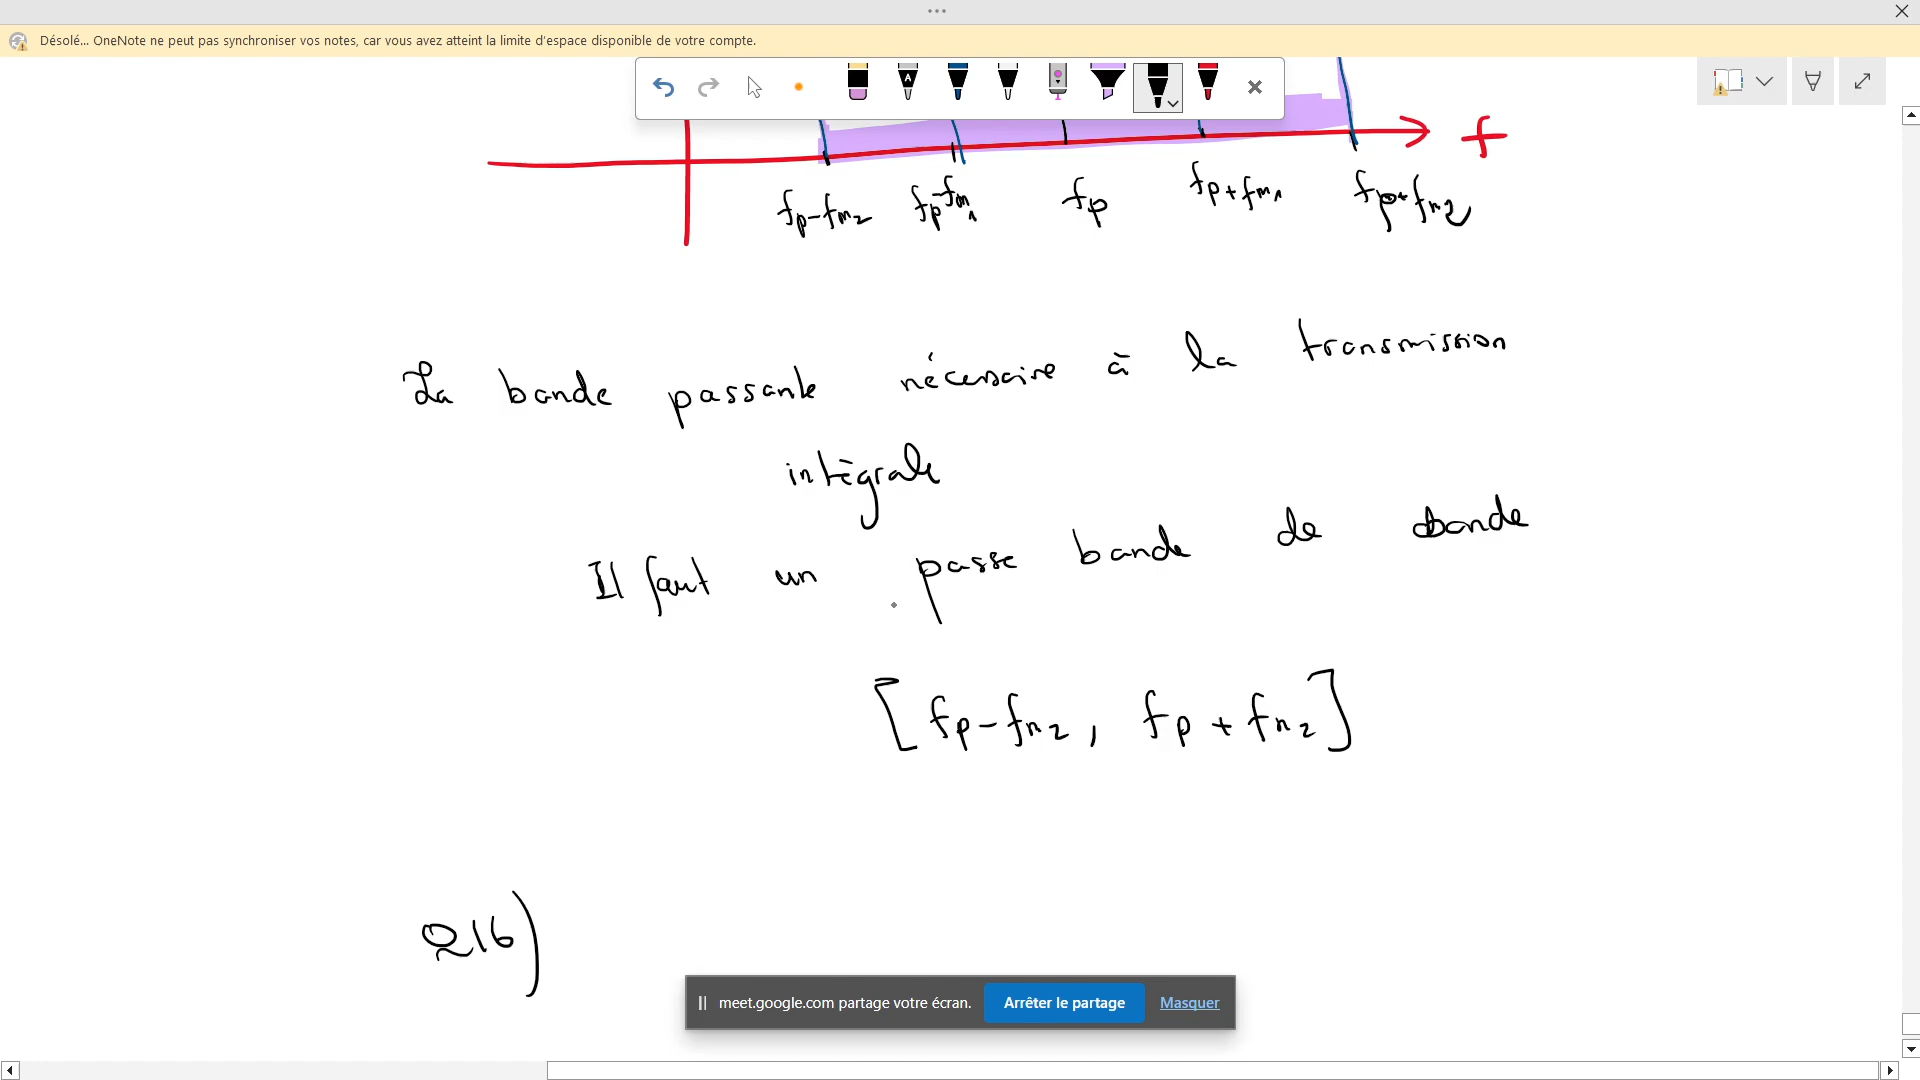 Désolé... OneNote ne peut pas synchroniser vos notes, car vous avez atteint la limite d'espace disponible de votre compte.
f
fp-fm2 fp-fm1 fp fp+fm1 fp+fm2
La bande passante nécessaire à la transmission
intégrale
Il faut un passe bande de bande
[fp-fm2, fp+fm2]
Q16)
meet.google.com partage votre écran. Arrêter le partage Masquer